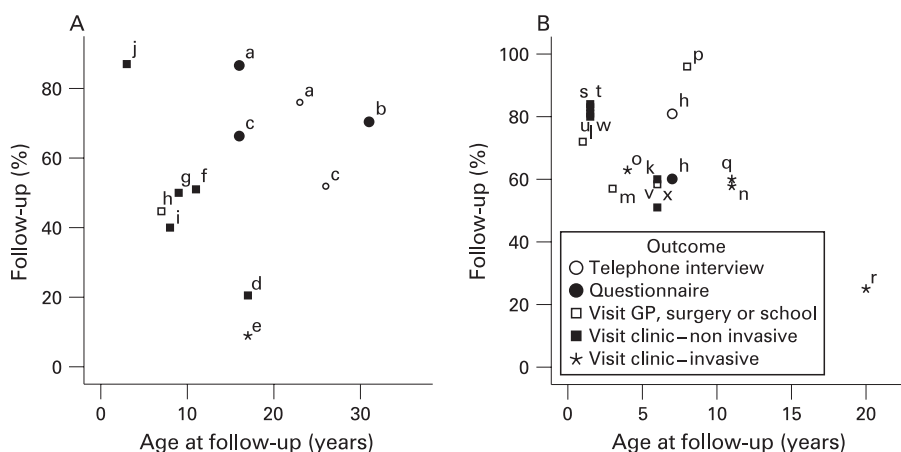 A
Follow-up (%)
80
60
40
20
0
j
a
a
b
c
c
g
f
h
i
d
e
0
10
20
30
Age at follow-up (years)
B
Follow-up (%)
100
80
60
40
20
0
p
s t
h
u l w
o k h q
m v x n
r
Outcome
Telephone interview
Questionnaire
Visit GP, surgery or school
Visit clinic–non invasive
Visit clinic–invasive
0
5
10
15
20
Age at follow-up (years)